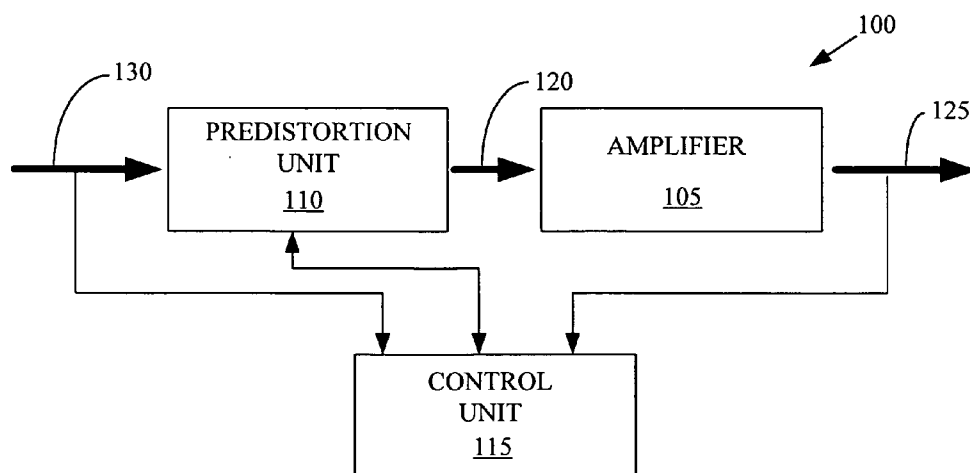 100
130
120
125
PREDISTORTION
UNIT
110
AMPLIFIER
105
CONTROL
UNIT
115